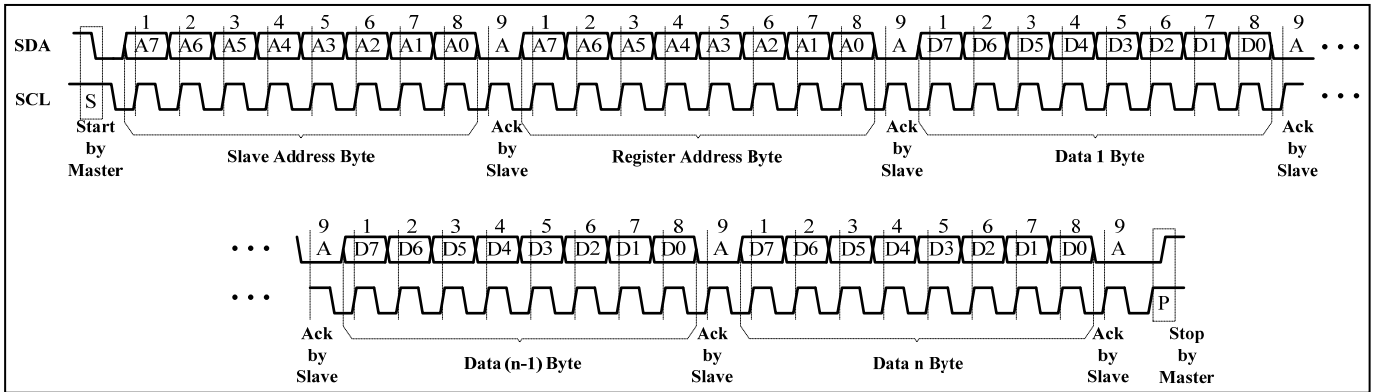 1 2 3 4 5 6 7 8 9 1 2 3 4 5 6 7 8 9 1 2 3 4 5 6 7 8 9
SDA A7 A6 A5 A4 A3 A2 A1 A0 A A7 A6 A5 A4 A3 A2 A1 A0 A D7 D6 D5 D4 D3 D2 D1 D0 A • • •
SCL S • • •
Start by Master
Slave Address Byte
Ack by Slave
Register Address Byte
Ack by Slave
Data 1 Byte
Ack by Slave
9 1 2 3 4 5 6 7 8 9 1 2 3 4 5 6 7 8 9
• • • A D7 D6 D5 D4 D3 D2 D1 D0 A D7 D6 D5 D4 D3 D2 D1 D0 A
• • • P
Ack by Slave
Data (n-1) Byte
Ack by Slave
Data n Byte
Ack by Slave
Stop by Master